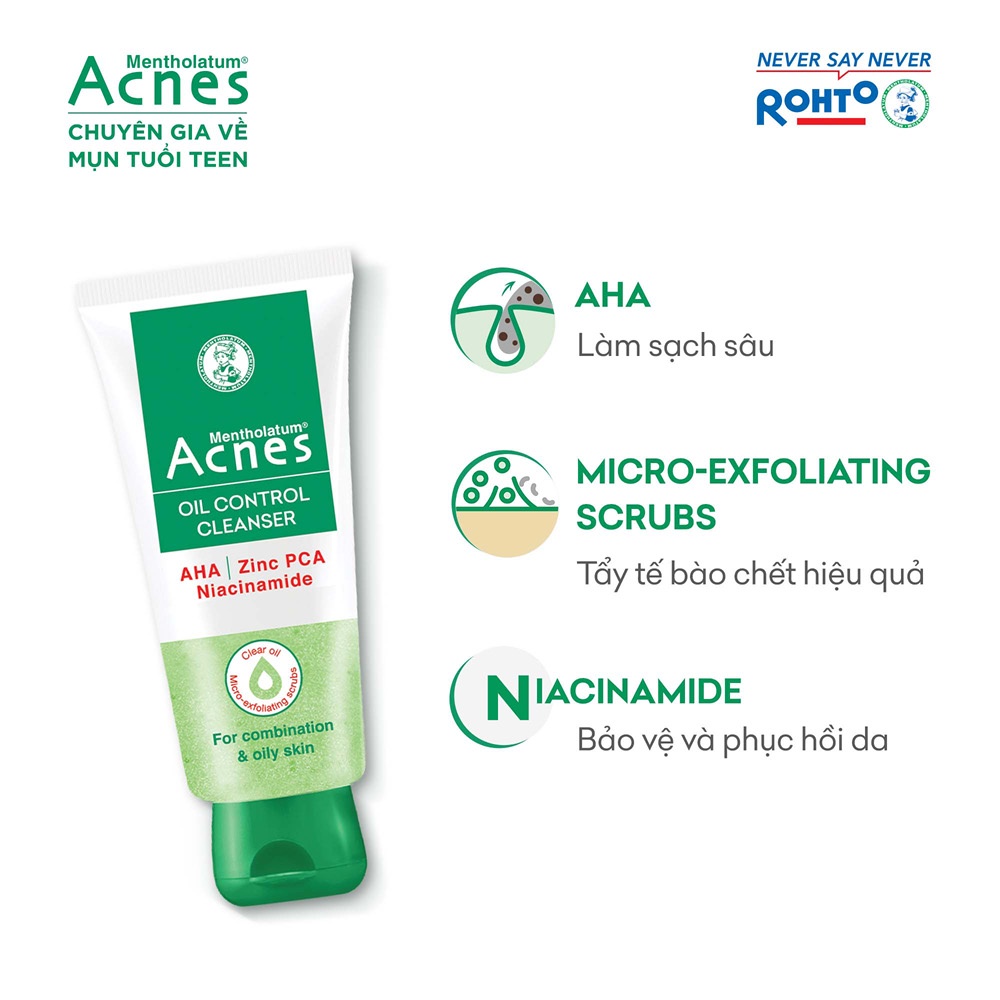 Mentholatum®
Acnes
CHUYÊN GIA VỀ
MỤN TUỔI TEEN
NEVER SAY NEVER
ROHTO
Mentholatum®
Acnes
OIL CONTROL
CLEANSER
AHA | Zinc PCA
Niacinamide
Clear oil
Micro-exfoliating scrubs
For combination
& oily skin
AHA
Làm sạch sâu
MICRO-EXFOLIATING
SCRUBS
Tẩy tế bào chết hiệu quả
NIACINAMIDE
Bảo vệ và phục hồi da